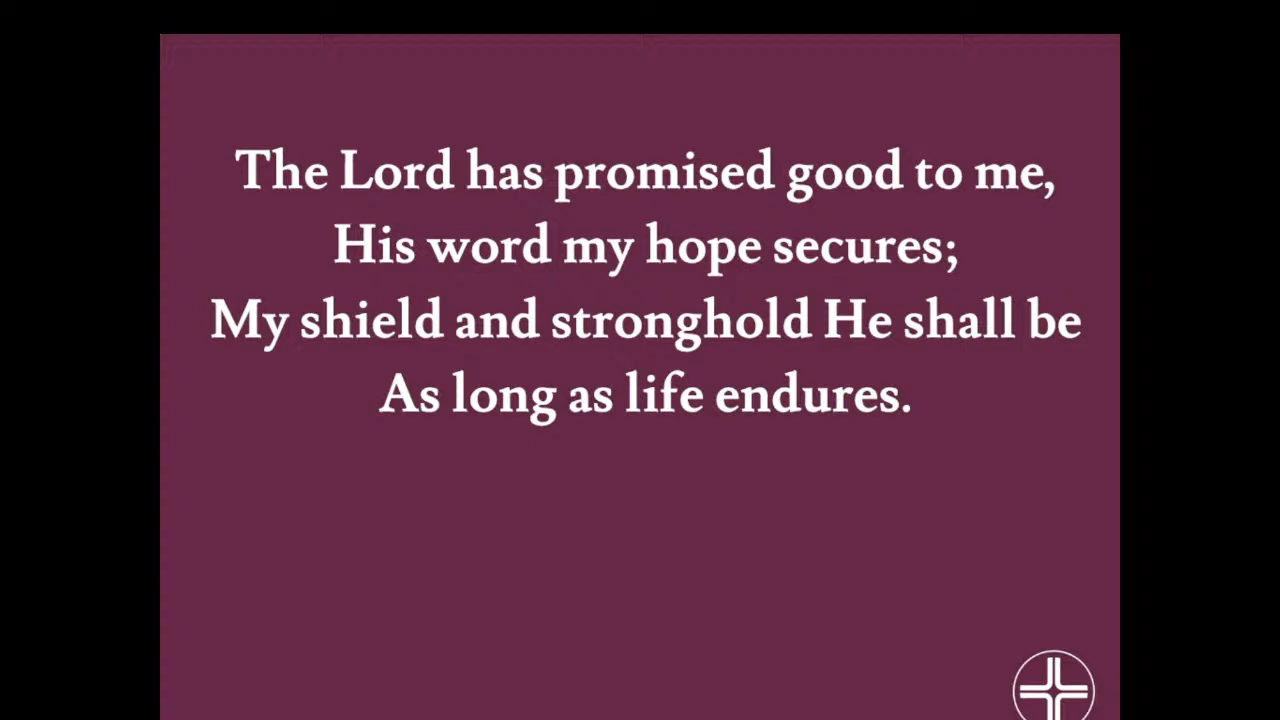 The Lord has promised good to me,
His word my hope secures;
My shield and stronghold He shall be
As long as life endures.